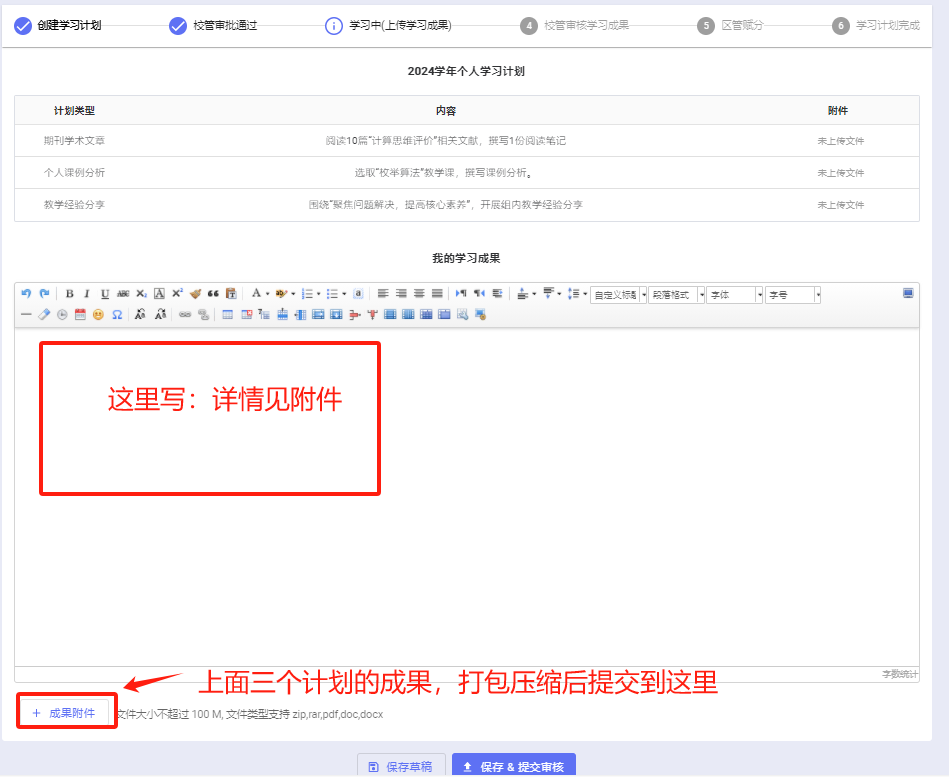 创建学习计划 校管审批通过 学习中(上传学习成果) 4 校管审核学习成果 5 区管赋分 6 学习计划完成
2024学年个人学习计划
计划类型 内容 附件
期刊学术文章 阅读10篇“计算思维评价”相关文献，撰写1份阅读笔记 未上传文件
个人课例分析 选取“枚举算法”教学课，撰写课例分析。 未上传文件
教学经验分享 围绕“聚焦问题解决，提高核心素养”，开展组内教学经验分享 未上传文件
我的学习成果
自定义标题 段落格式 字体 字号
这里写：详情见附件
字数统计
上面三个计划的成果，打包压缩后提交到这里
+ 成果附件 文件大小不超过 100 M, 文件类型支持 zip,rar,pdf,doc,docx
保存草稿 保存 & 提交审核